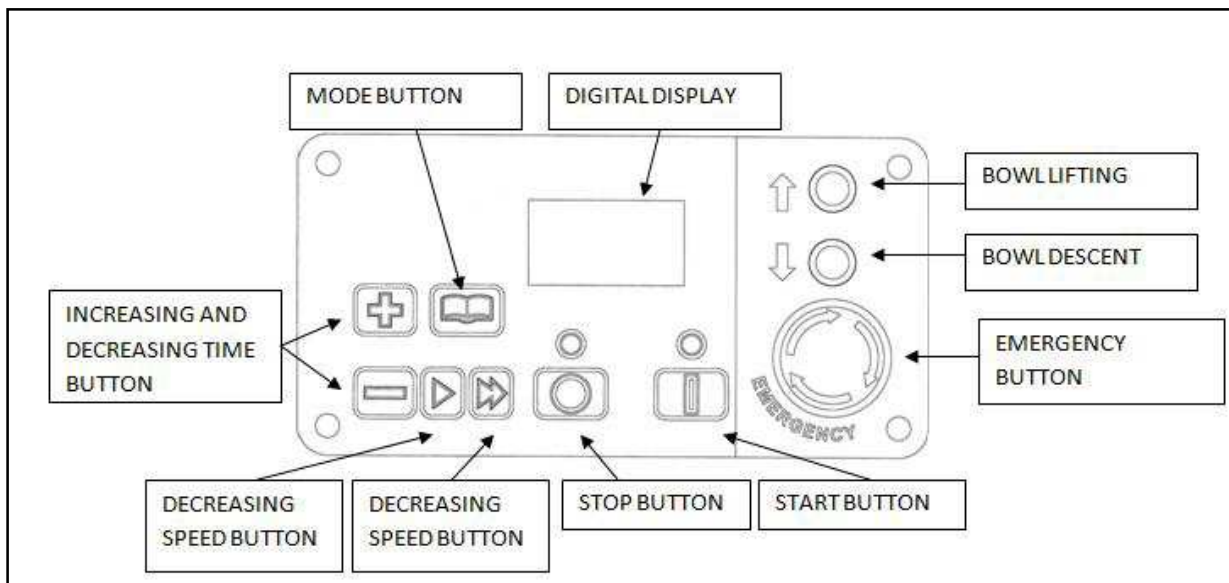 MODE BUTTON
DIGITAL DISPLAY
BOWL LIFTING
BOWL DESCENT
INCREASING AND
DECREASING TIME
BUTTON
EMERGENCY
BUTTON
EMERGENCY
DECREASING
SPEED BUTTON
DECREASING
SPEED BUTTON
STOP BUTTON
START BUTTON